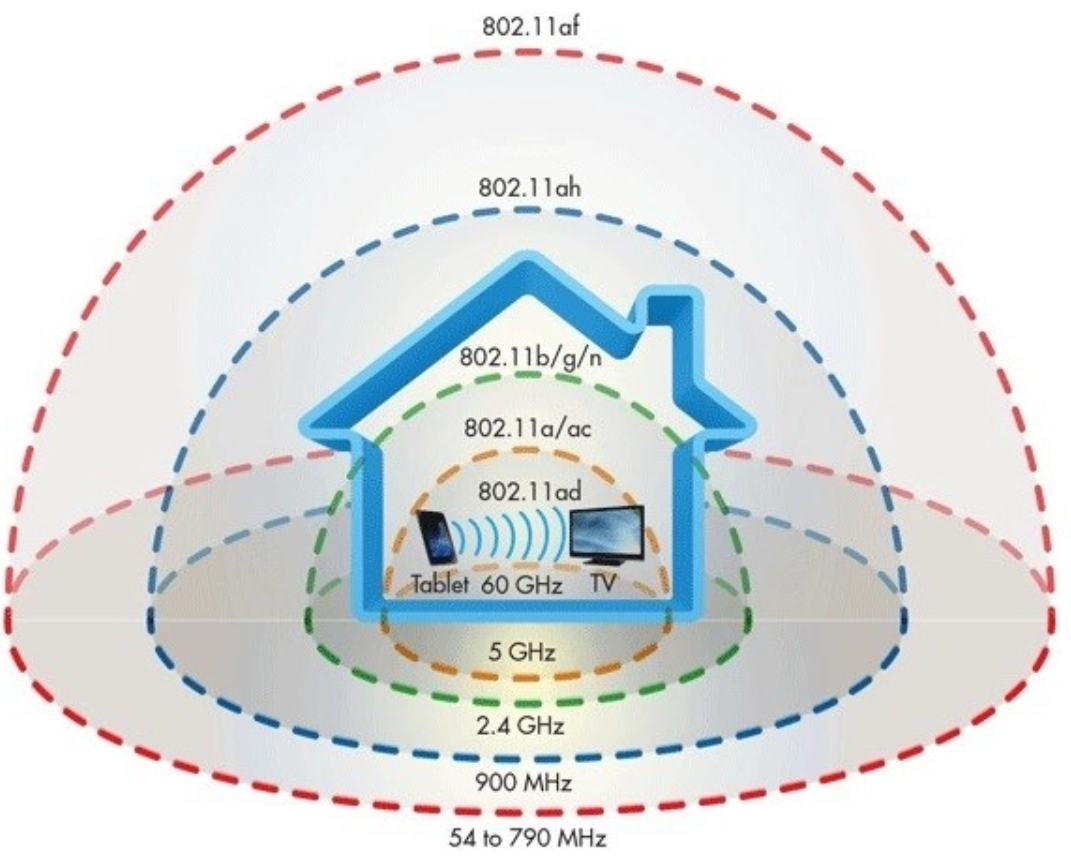 802.11af
802.11ah
802.11b/g/n
802.11a/ac
802.11ad
Tablet 60 GHz TV
5 GHz
2.4 GHz
900 MHz
54 to 790 MHz